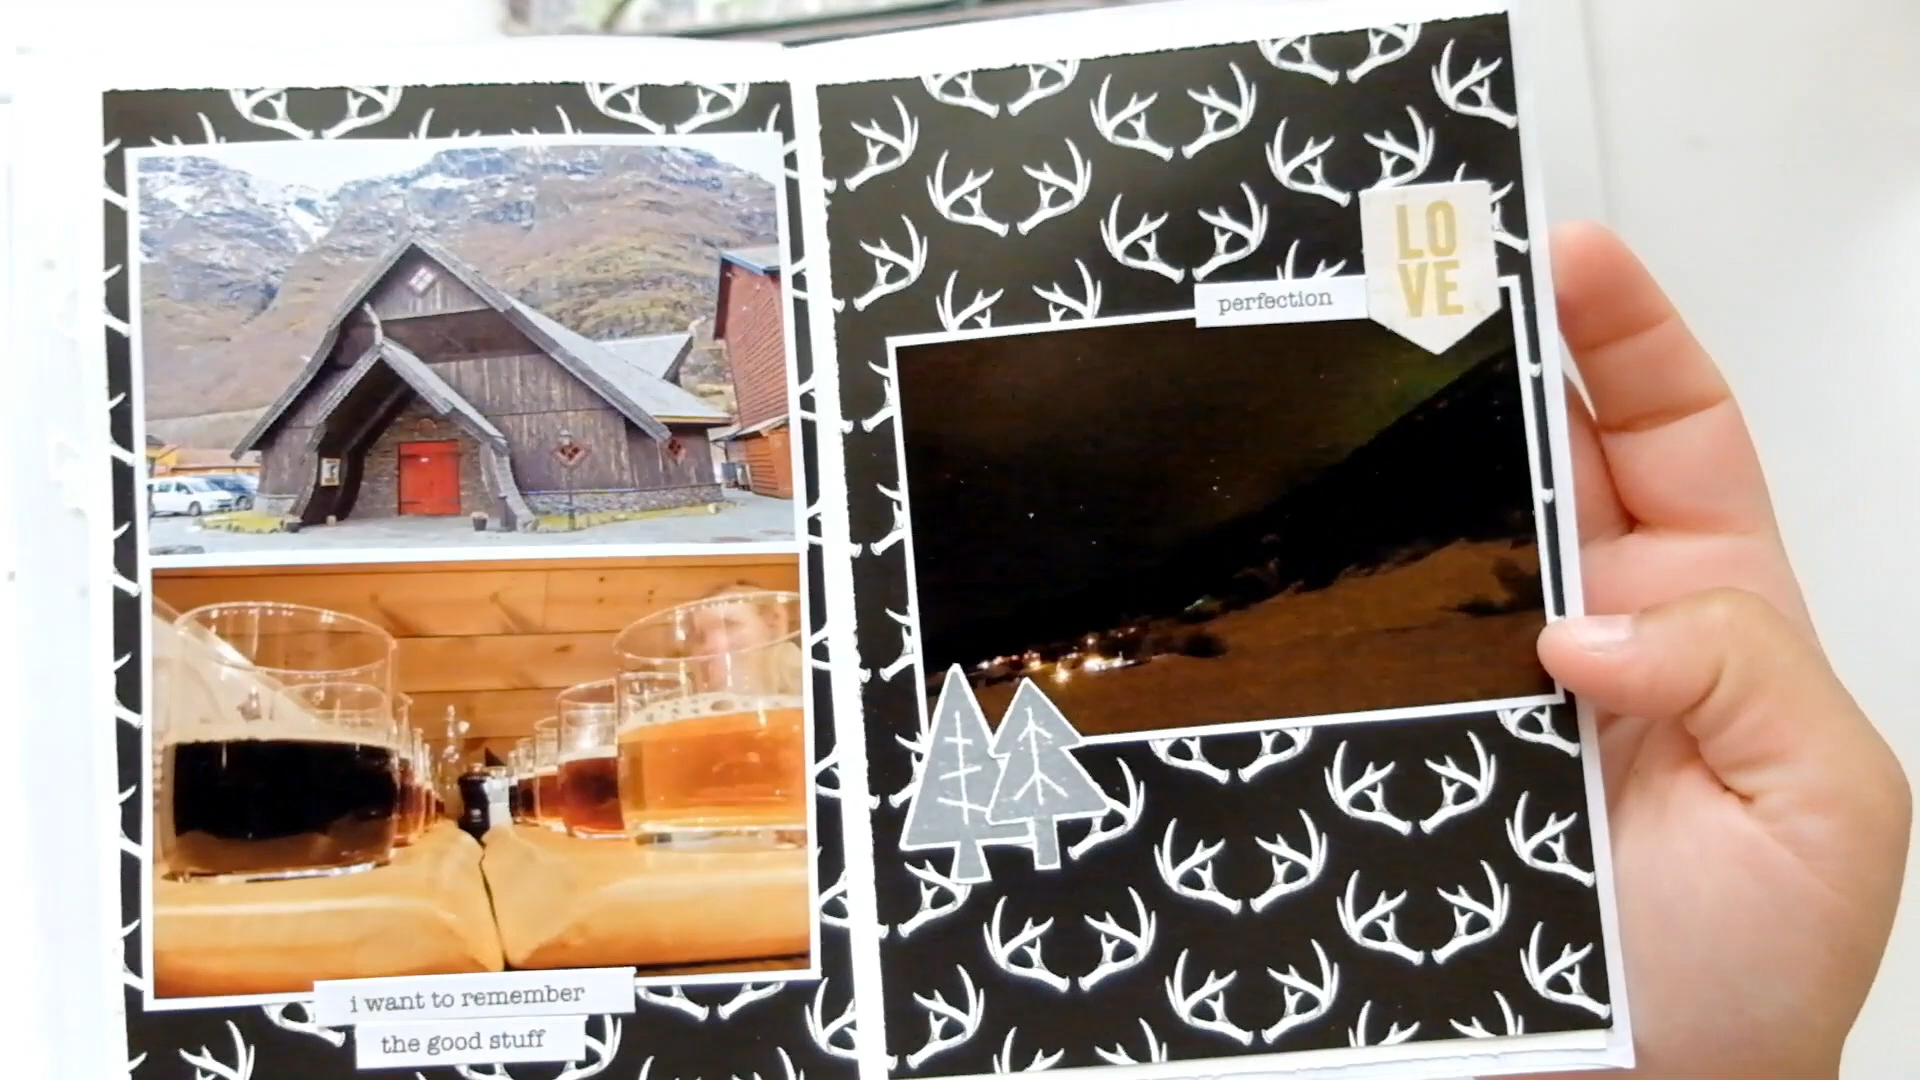 i want to remember
the good stuff
perfection
LO
VE